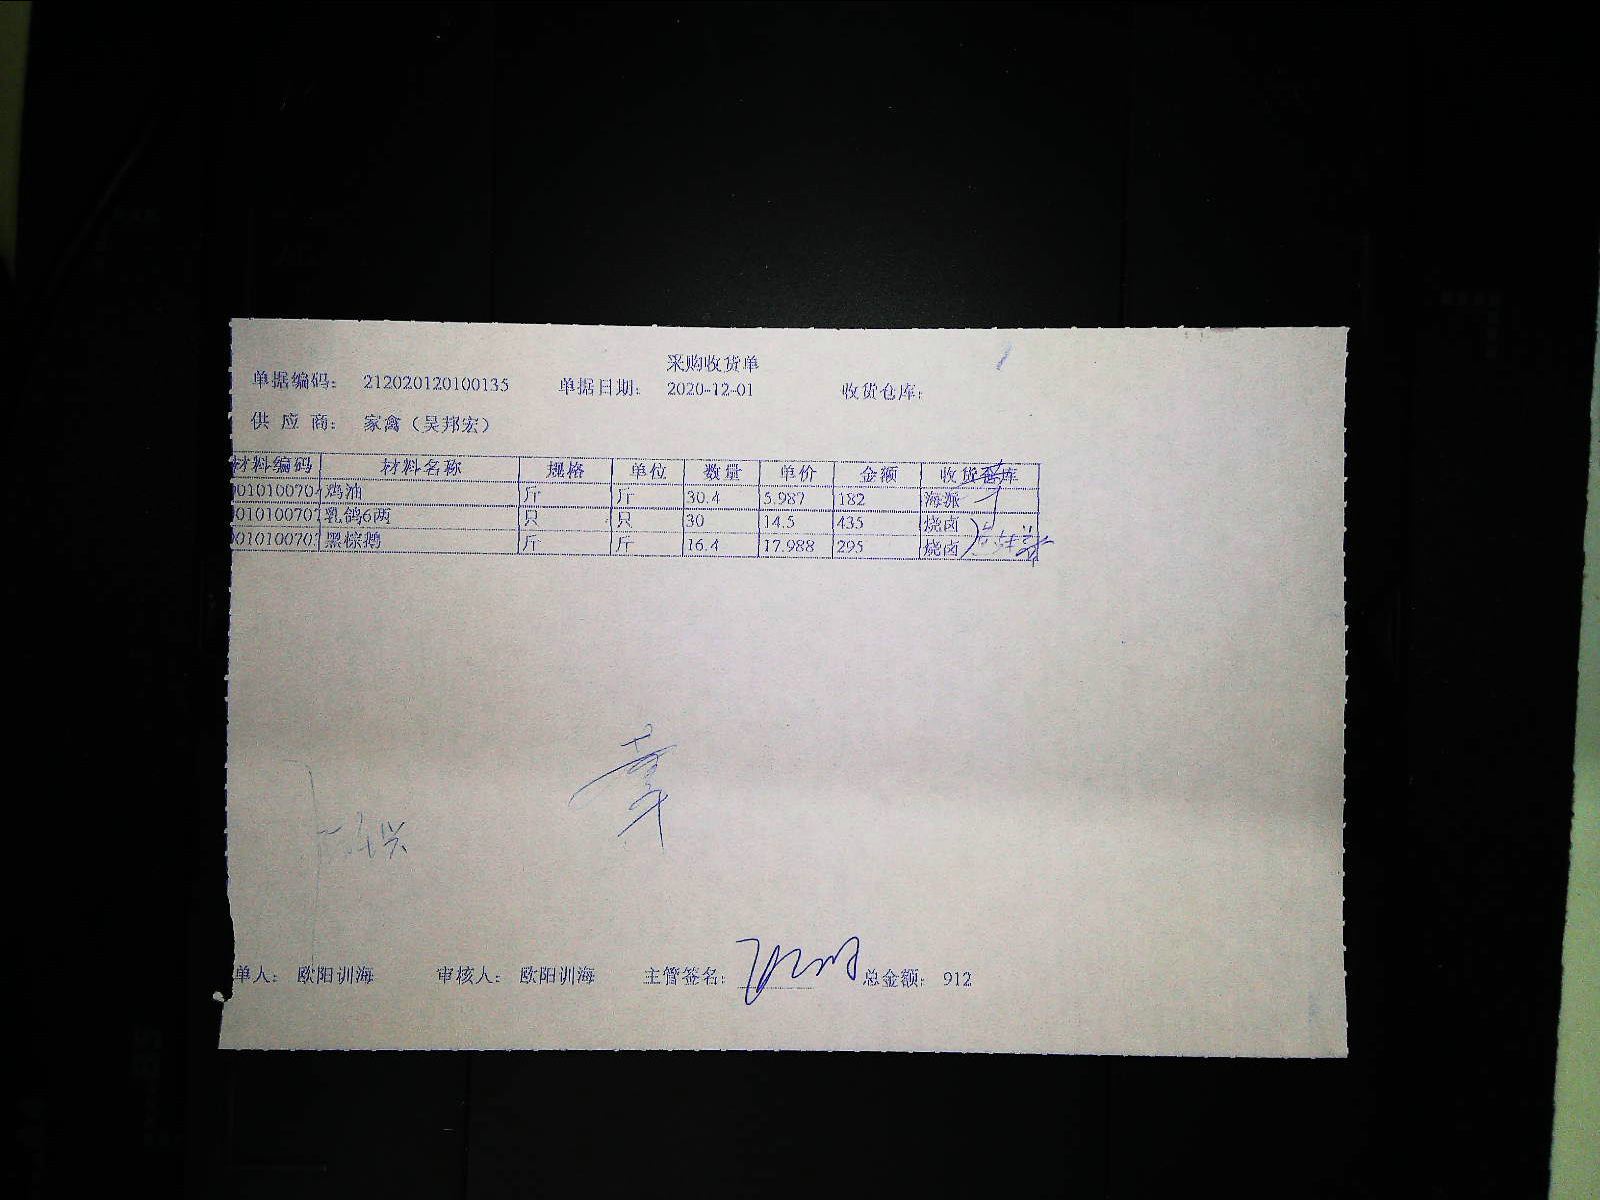 采购收货单
单据编码： 212020120100135 单据日期： 2020-12-01 收货仓库：
供 应 商： 家禽（吴邦宏）
材料编码 材料名称 规格 单位 数量 单价 金额 收货仓库
010100704 鸡油 斤 斤 30.4 5.987 182 海派
010100707 乳鸽6两 只 只 30 14.5 435 烧卤
010100707 黑棕鹅 斤 斤 16.4 17.988 295 烧卤
单人： 欧阳训海 审核人： 欧阳训海 主管签名： 总金额： 912